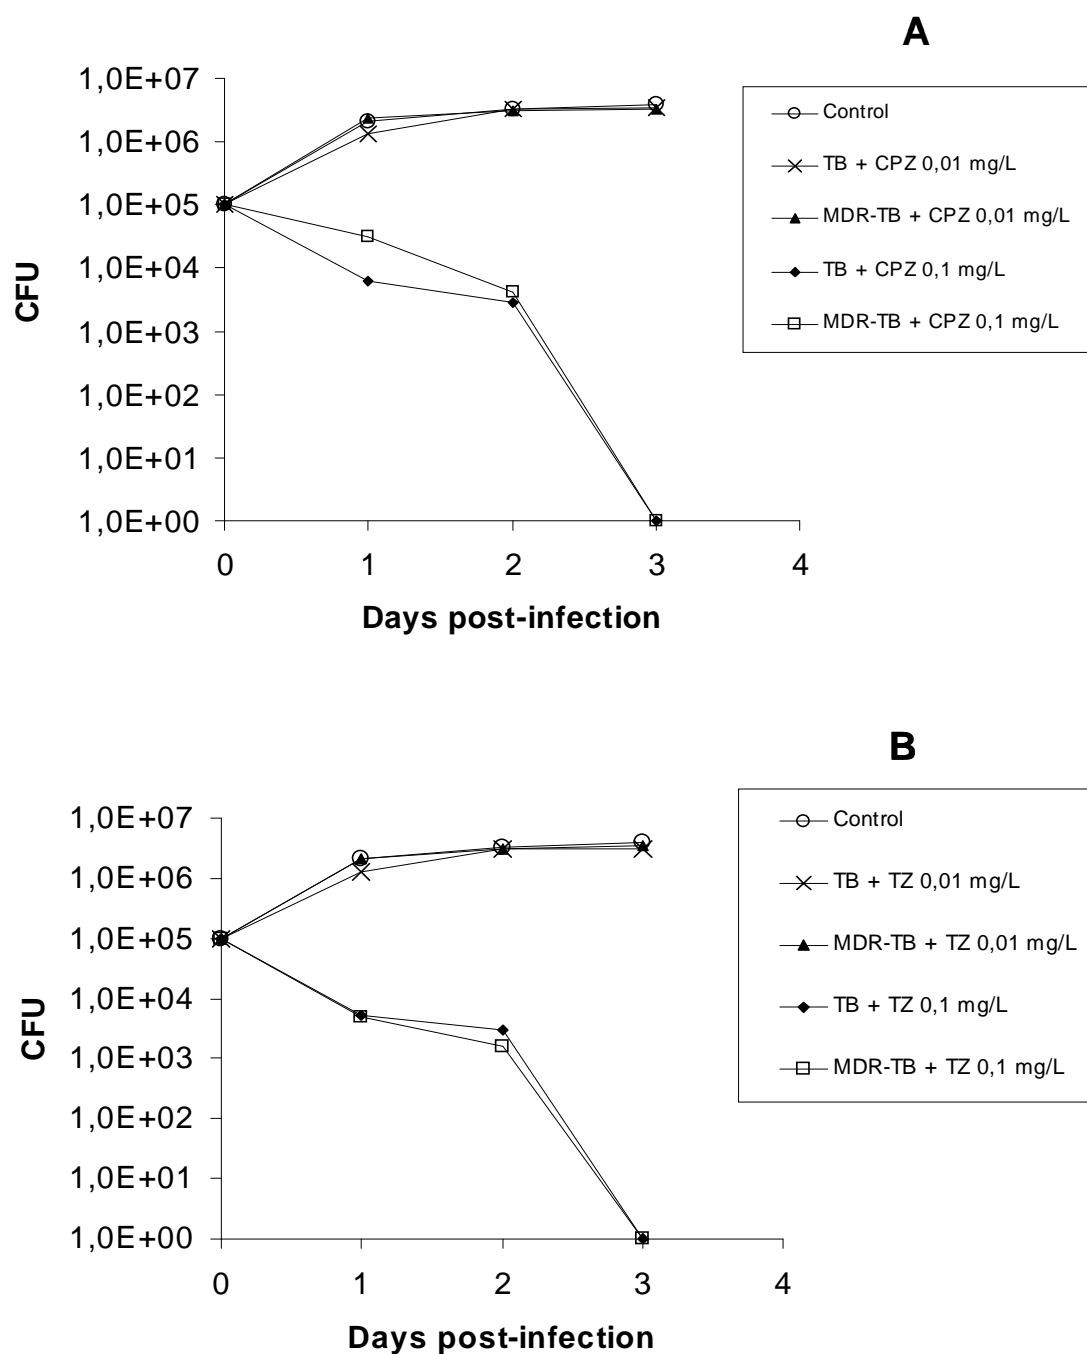 A
1,0E+07
1,0E+06
1,0E+05
1,0E+04
1,0E+03
1,0E+02
1,0E+01
1,0E+00
CFU
0 1 2 3 4
Days post-infection
Control
TB + CPZ 0,01 mg/L
MDR-TB + CPZ 0,01 mg/L
TB + CPZ 0,1 mg/L
MDR-TB + CPZ 0,1 mg/L
B
1,0E+07
1,0E+06
1,0E+05
1,0E+04
1,0E+03
1,0E+02
1,0E+01
1,0E+00
CFU
0 1 2 3 4
Days post-infection
Control
TB + TZ 0,01 mg/L
MDR-TB + TZ 0,01 mg/L
TB + TZ 0,1 mg/L
MDR-TB + TZ 0,1 mg/L